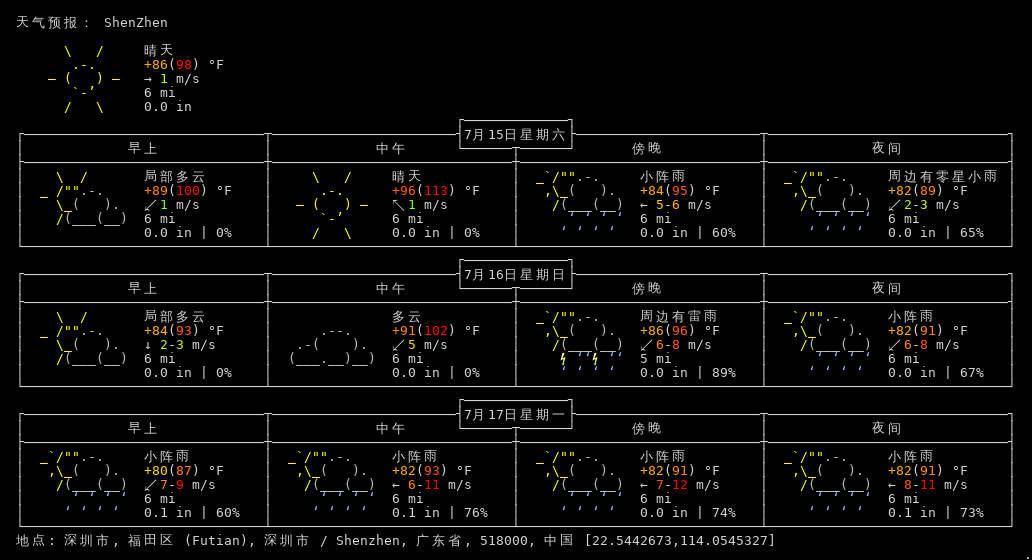 天气预报： ShenZhen
晴天
+86(98) °F
→ 1 m/s
6 mi
0.0 in
7月15日星期六
早上 中午 傍晚 夜间
局部多云 晴天 小阵雨 周边有零星小雨
+89(100) °F +96(113) °F +84(95) °F +82(89) °F
↙ 1 m/s ↖ 1 m/s ← 5-6 m/s ↙ 2-3 m/s
6 mi 6 mi 6 mi 6 mi
0.0 in | 0% 0.0 in | 0% 0.0 in | 60% 0.0 in | 65%
7月16日星期日
早上 中午 傍晚 夜间
局部多云 多云 周边有雷雨 小阵雨
+84(93) °F +91(102) °F +86(96) °F +82(91) °F
↓ 2-3 m/s ↙ 5 m/s ↙ 6-8 m/s ↙ 6-8 m/s
6 mi 6 mi 5 mi 6 mi
0.0 in | 0% 0.0 in | 0% 0.0 in | 89% 0.0 in | 67%
7月17日星期一
早上 中午 傍晚 夜间
小阵雨 小阵雨 小阵雨 小阵雨
+80(87) °F +82(93) °F +82(91) °F +82(91) °F
↙ 7-9 m/s ← 6-11 m/s ← 7-12 m/s ← 8-11 m/s
6 mi 6 mi 6 mi 6 mi
0.1 in | 60% 0.1 in | 76% 0.0 in | 74% 0.1 in | 73%
地点: 深圳市, 福田区 (Futian), 深圳市 / Shenzhen, 广东省, 518000, 中国 [22.5442673,114.0545327]